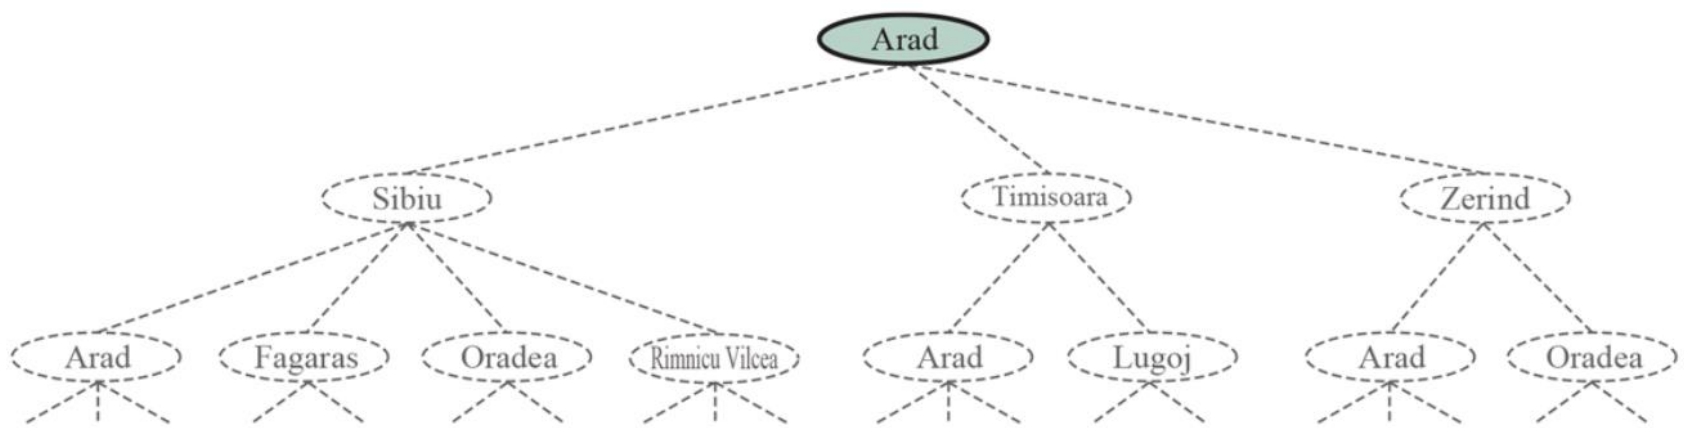 Arad
Sibiu
Timisoara
Zerind
Arad
Fagaras
Oradea
Rimnicu Vilcea
Arad
Lugoj
Arad
Oradea